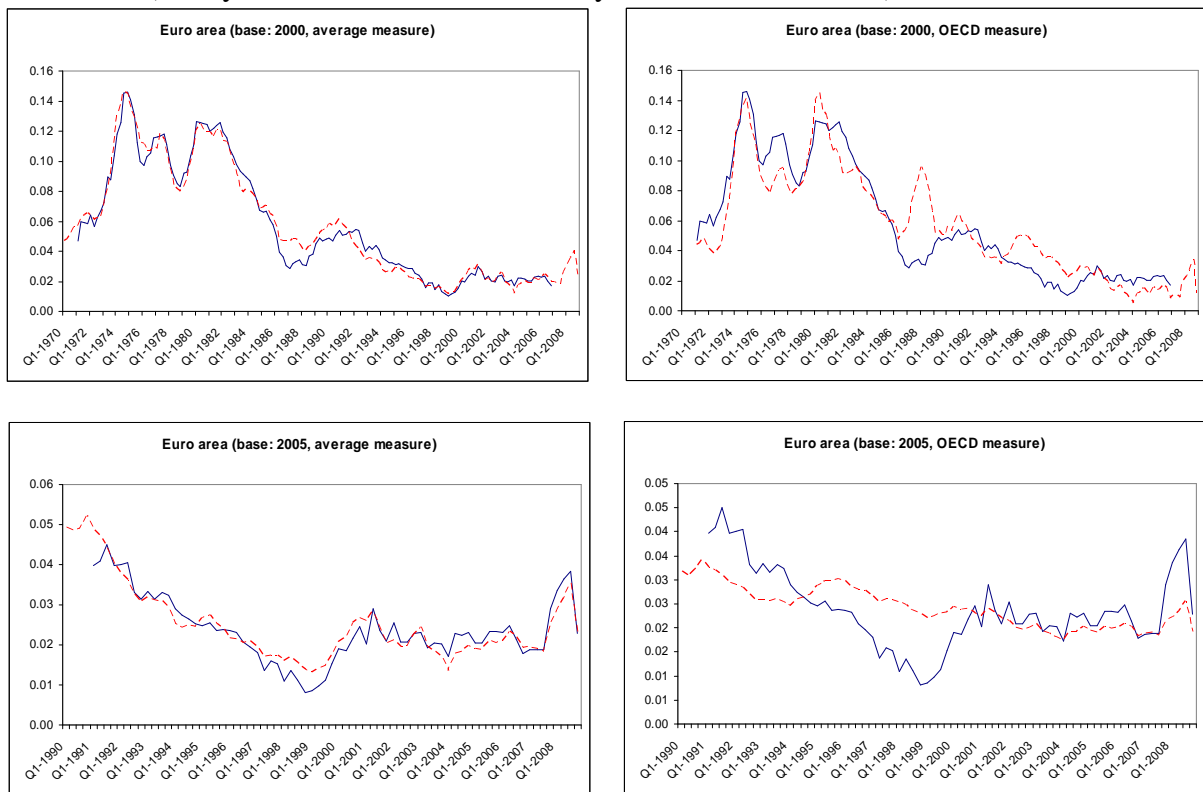 Euro area (base: 2000, average measure)
0.16
0.14
0.12
0.10
0.08
0.06
0.04
0.02
0.00
Q1-1970
Q1-1972
Q1-1974
Q1-1976
Q1-1978
Q1-1980
Q1-1982
Q1-1984
Q1-1986
Q1-1988
Q1-1990
Q1-1992
Q1-1994
Q1-1996
Q1-1998
Q1-2000
Q1-2002
Q1-2004
Q1-2006
Q1-2008
Euro area (base: 2000, OECD measure)
0.16
0.14
0.12
0.10
0.08
0.06
0.04
0.02
0.00
Q1-1970
Q1-1972
Q1-1974
Q1-1976
Q1-1978
Q1-1980
Q1-1982
Q1-1984
Q1-1986
Q1-1988
Q1-1990
Q1-1992
Q1-1994
Q1-1996
Q1-1998
Q1-2000
Q1-2002
Q1-2004
Q1-2006
Q1-2008
Euro area (base: 2005, average measure)
0.06
0.05
0.04
0.03
0.02
0.01
0.00
Q1-1990
Q1-1991
Q1-1992
Q1-1993
Q1-1994
Q1-1995
Q1-1996
Q1-1997
Q1-1998
Q1-1999
Q1-2000
Q1-2001
Q1-2002
Q1-2003
Q1-2004
Q1-2005
Q1-2006
Q1-2007
Q1-2008
Euro area (base: 2005, OECD measure)
0.05
0.05
0.04
0.04
0.03
0.03
0.02
0.02
0.01
0.01
0.00
Q1-1990
Q1-1991
Q1-1992
Q1-1993
Q1-1994
Q1-1995
Q1-1996
Q1-1997
Q1-1998
Q1-1999
Q1-2000
Q1-2001
Q1-2002
Q1-2003
Q1-2004
Q1-2005
Q1-2006
Q1-2007
Q1-2008